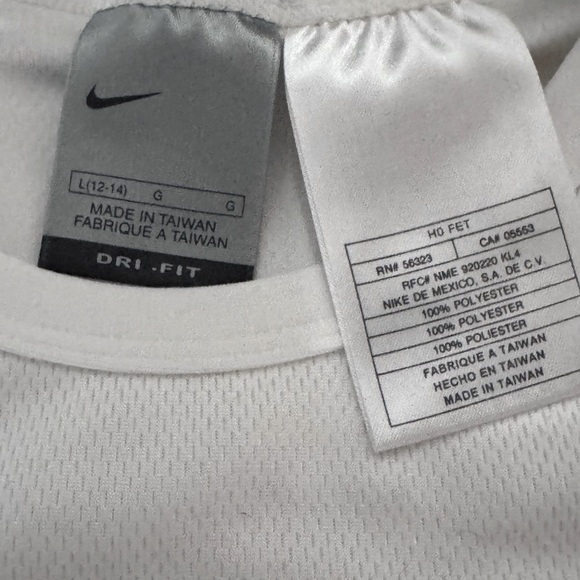 L(12-14) G G
MADE IN TAIWAN
FABRIQUE A TAIWAN
DRI.FIT
HO FET
RN# 56323 CA# 05553
RFC# NME 920220 KL4
NIKE DE MEXICO, S.A. DE C.V.
100% POLYESTER
100% POLYESTER
100% POLIESTER
FABRIQUE A TAIWAN
HECHO EN TAIWAN
MADE IN TAIWAN